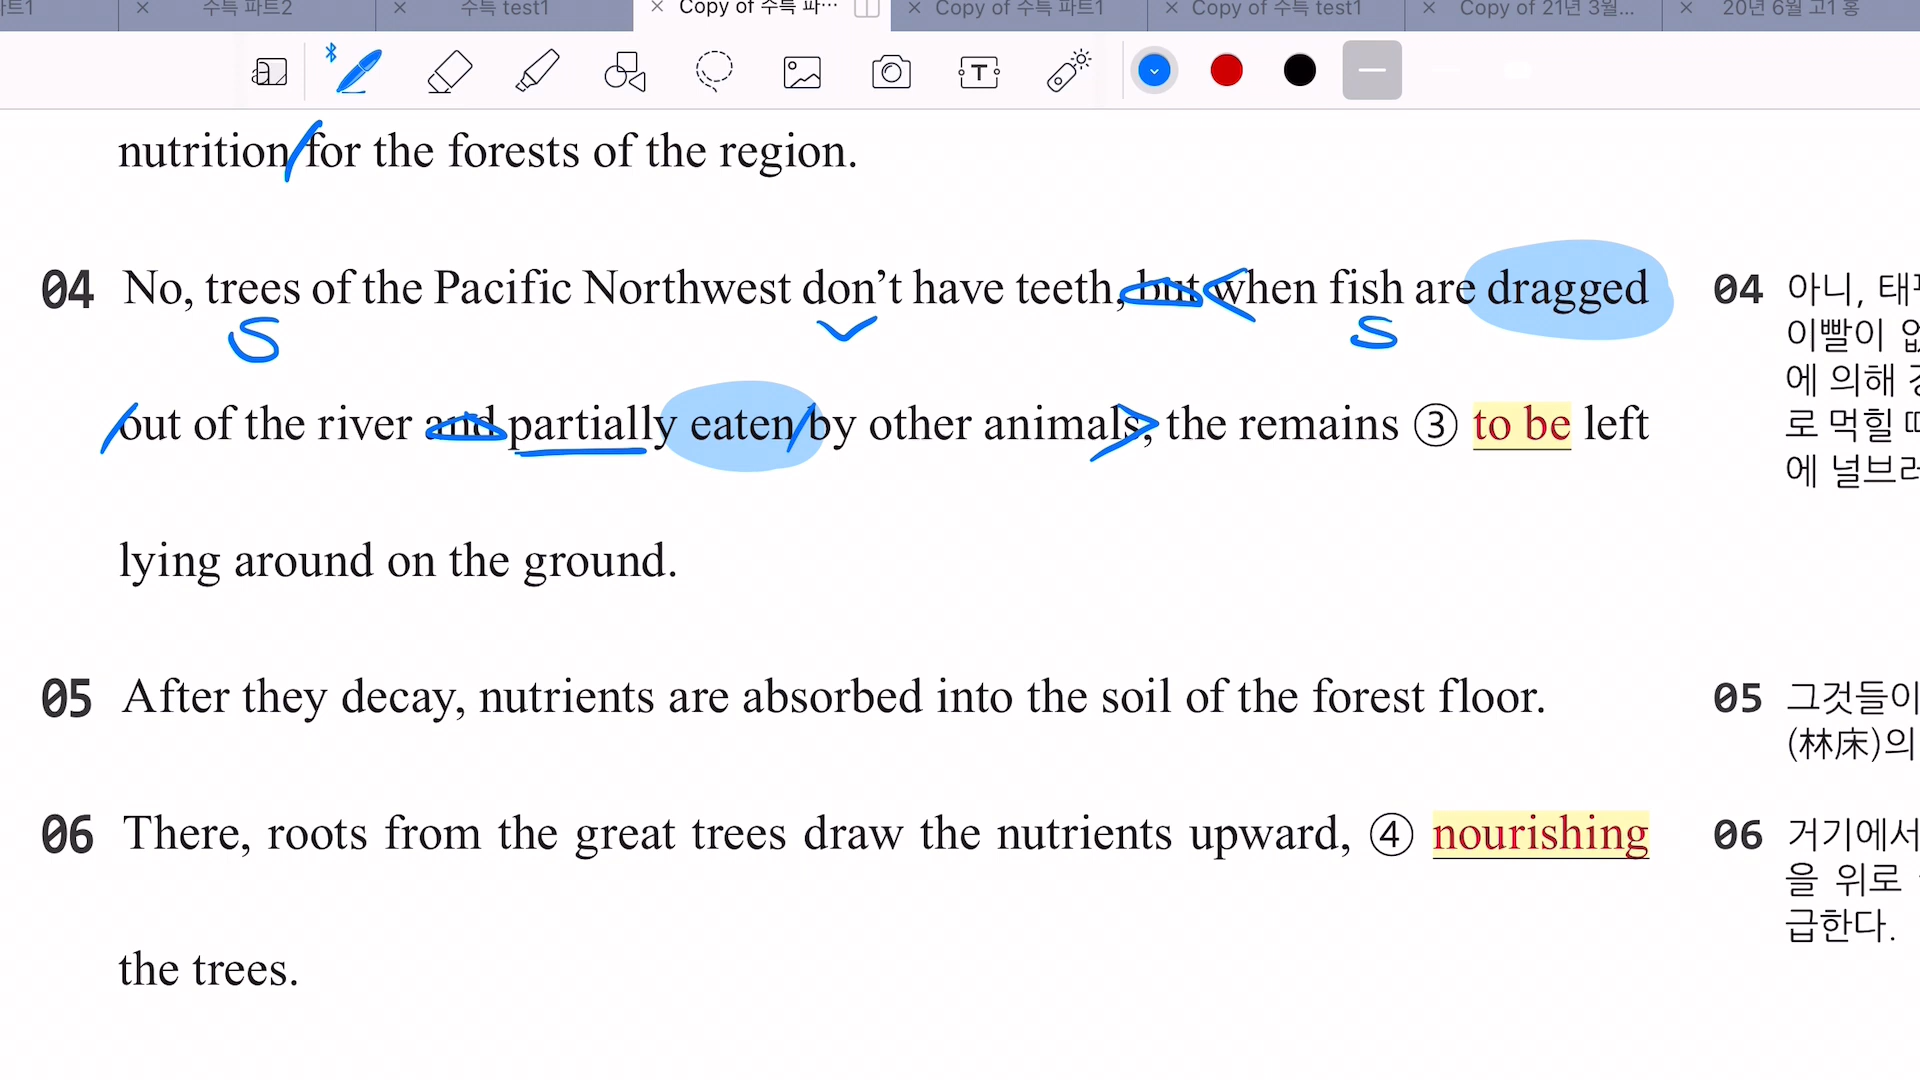 파트1
수특 파트2
수특 test1
Copy of 수특 파…
Copy of 수특 파트1
Copy of 수특 test1
Copy of 21년 3월...
20년 6월 고1 홍
nutrition for the forests of the region.
04 No, trees of the Pacific Northwest don't have teeth, but when fish are dragged
S V S
out of the river and partially eaten by other animals, the remains ③ to be left
lying around on the ground.
05 After they decay, nutrients are absorbed into the soil of the forest floor.
06 There, roots from the great trees draw the nutrients upward, ④ nourishing
the trees.
04 아니,
이빨이
에 의해
로 먹힐
에
05 그것들이
(林床)의
06 거기에서
을 위로
급한다.